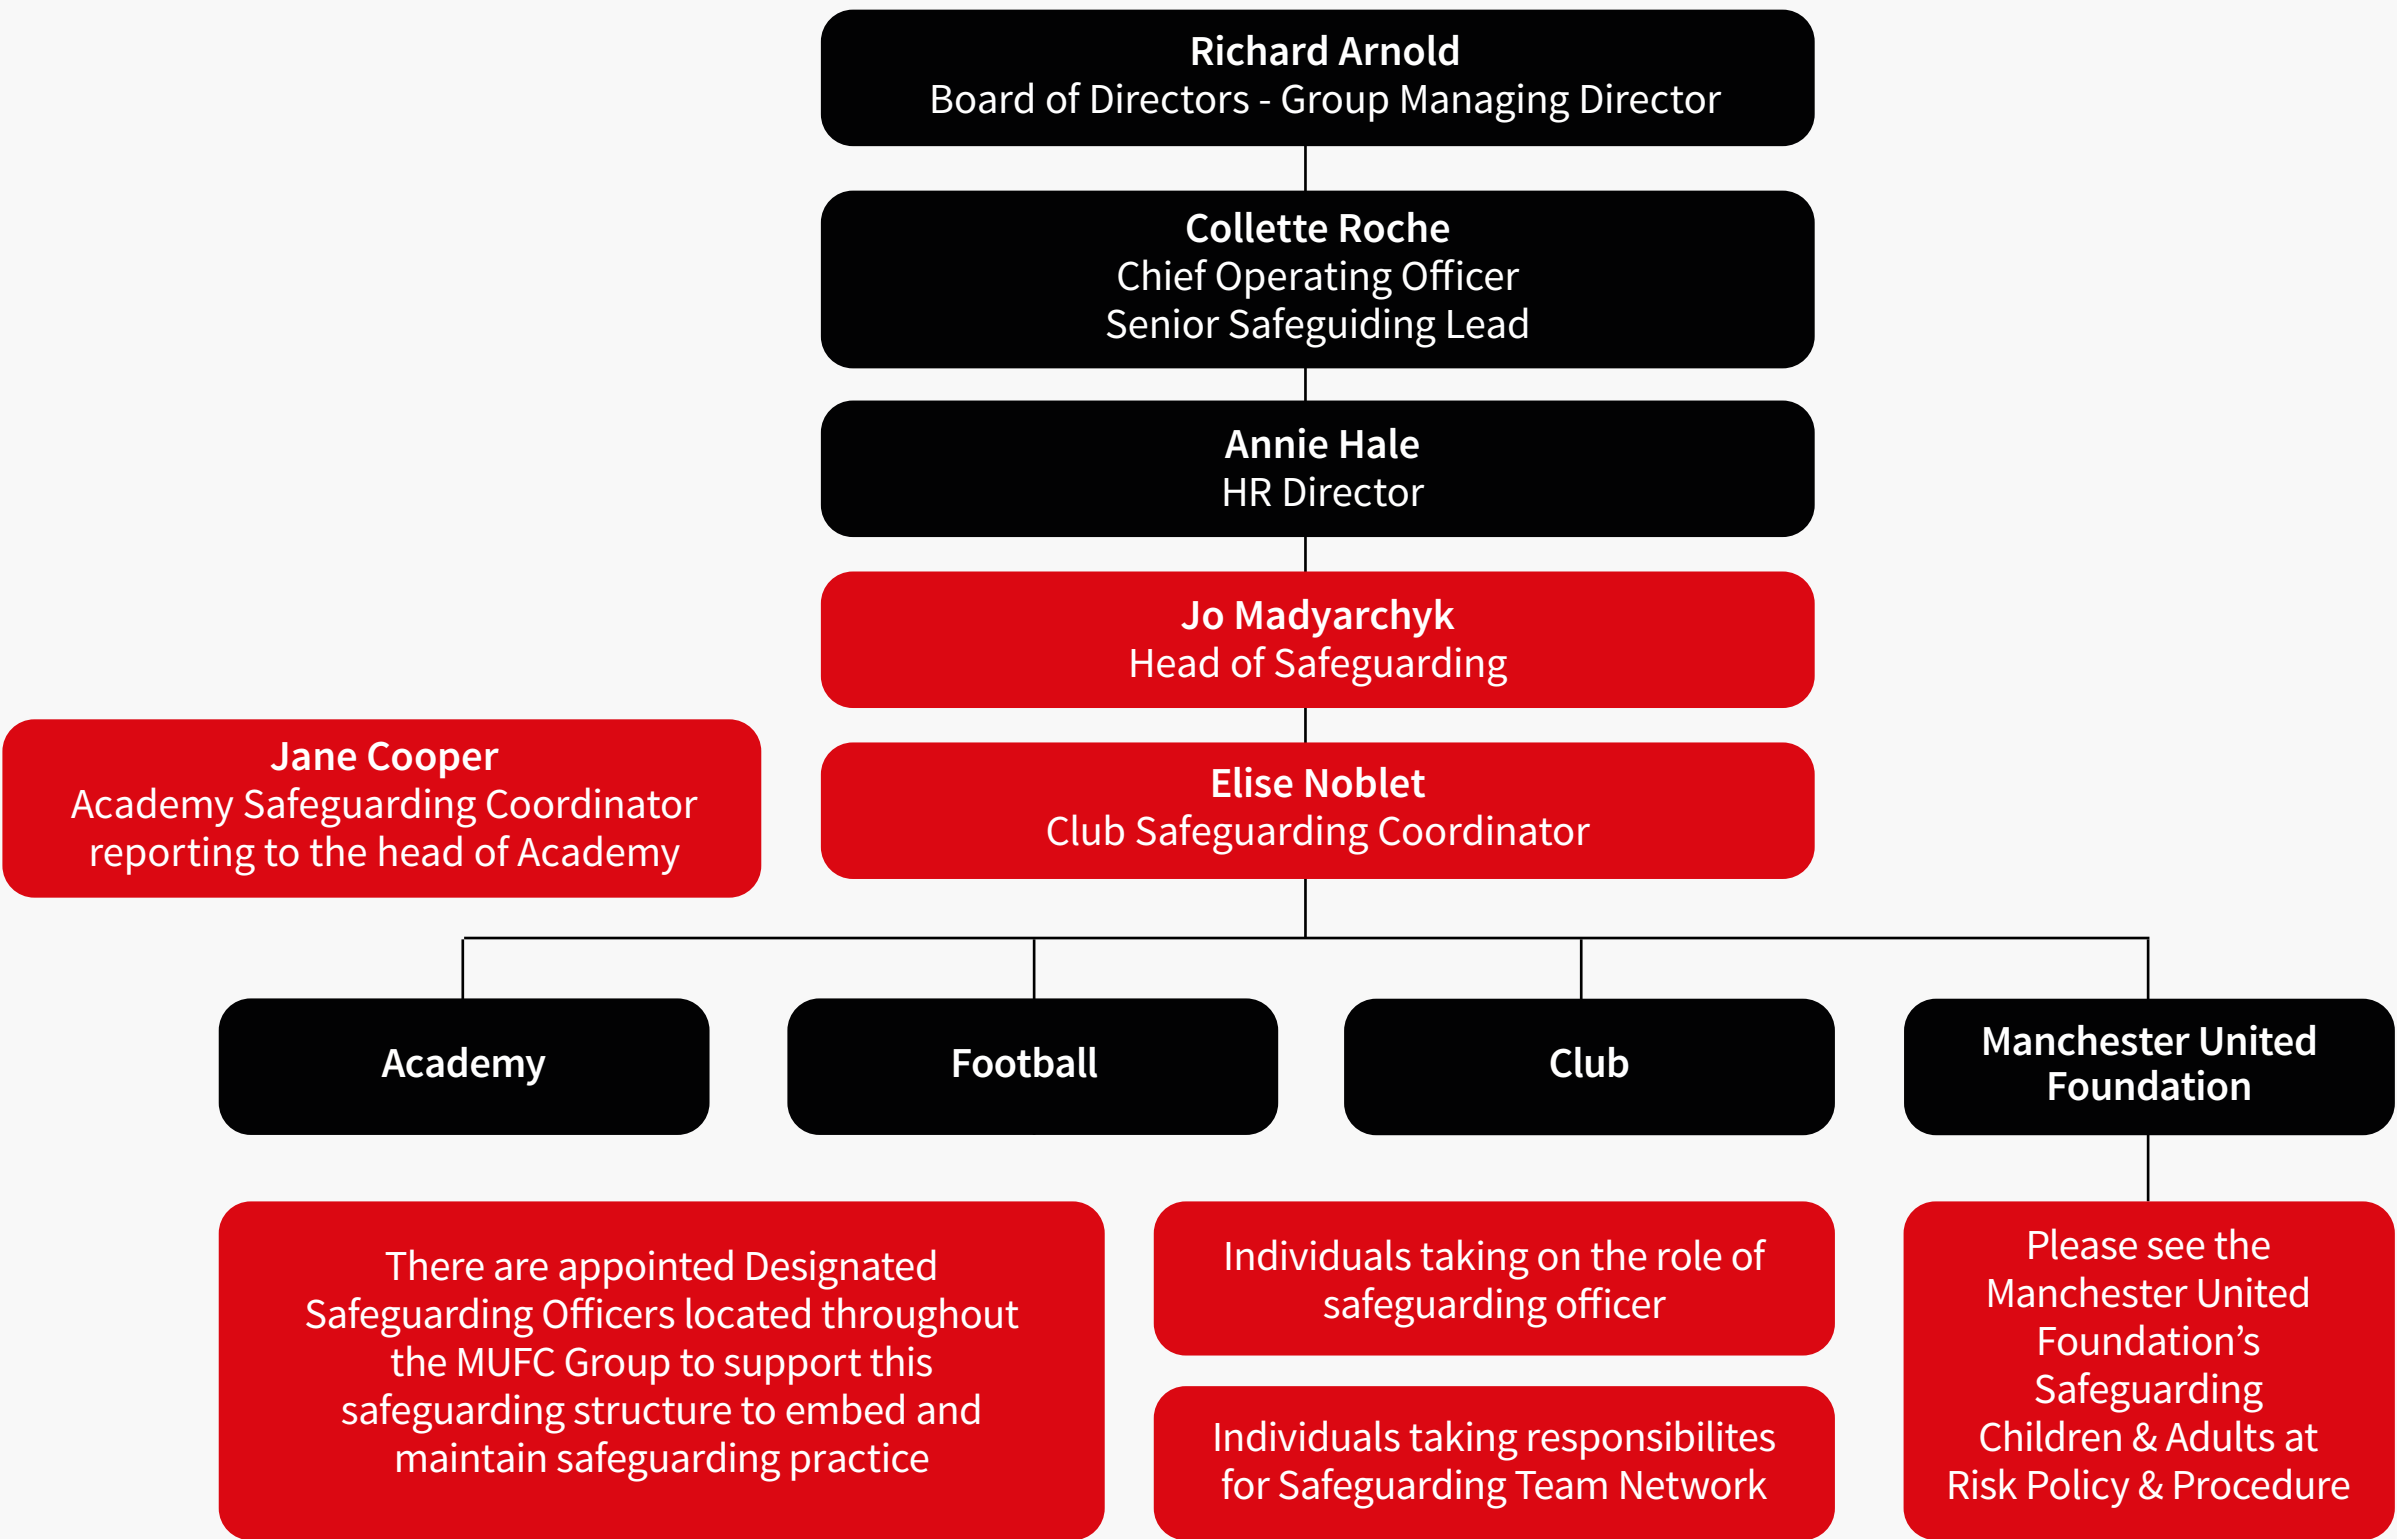 Richard Arnold
Board of Directors - Group Managing Director
Collette Roche
Chief Operating Officer
Senior Safeguiding Lead
Annie Hale
HR Director
Jo Madyarchyk
Head of Safeguarding
Jane Cooper
Academy Safeguarding Coordinator
reporting to the head of Academy
Elise Noblet
Club Safeguarding Coordinator
Academy
Football
Club
Manchester United
Foundation
There are appointed Designated
Safeguarding Officers located throughout
the MUFC Group to support this
safeguarding structure to embed and
maintain safeguarding practice
Individuals taking on the role of
safeguarding officer
Individuals taking responsibilites
for Safeguarding Team Network
Please see the
Manchester United
Foundation’s
Safeguarding
Children & Adults at
Risk Policy & Procedure